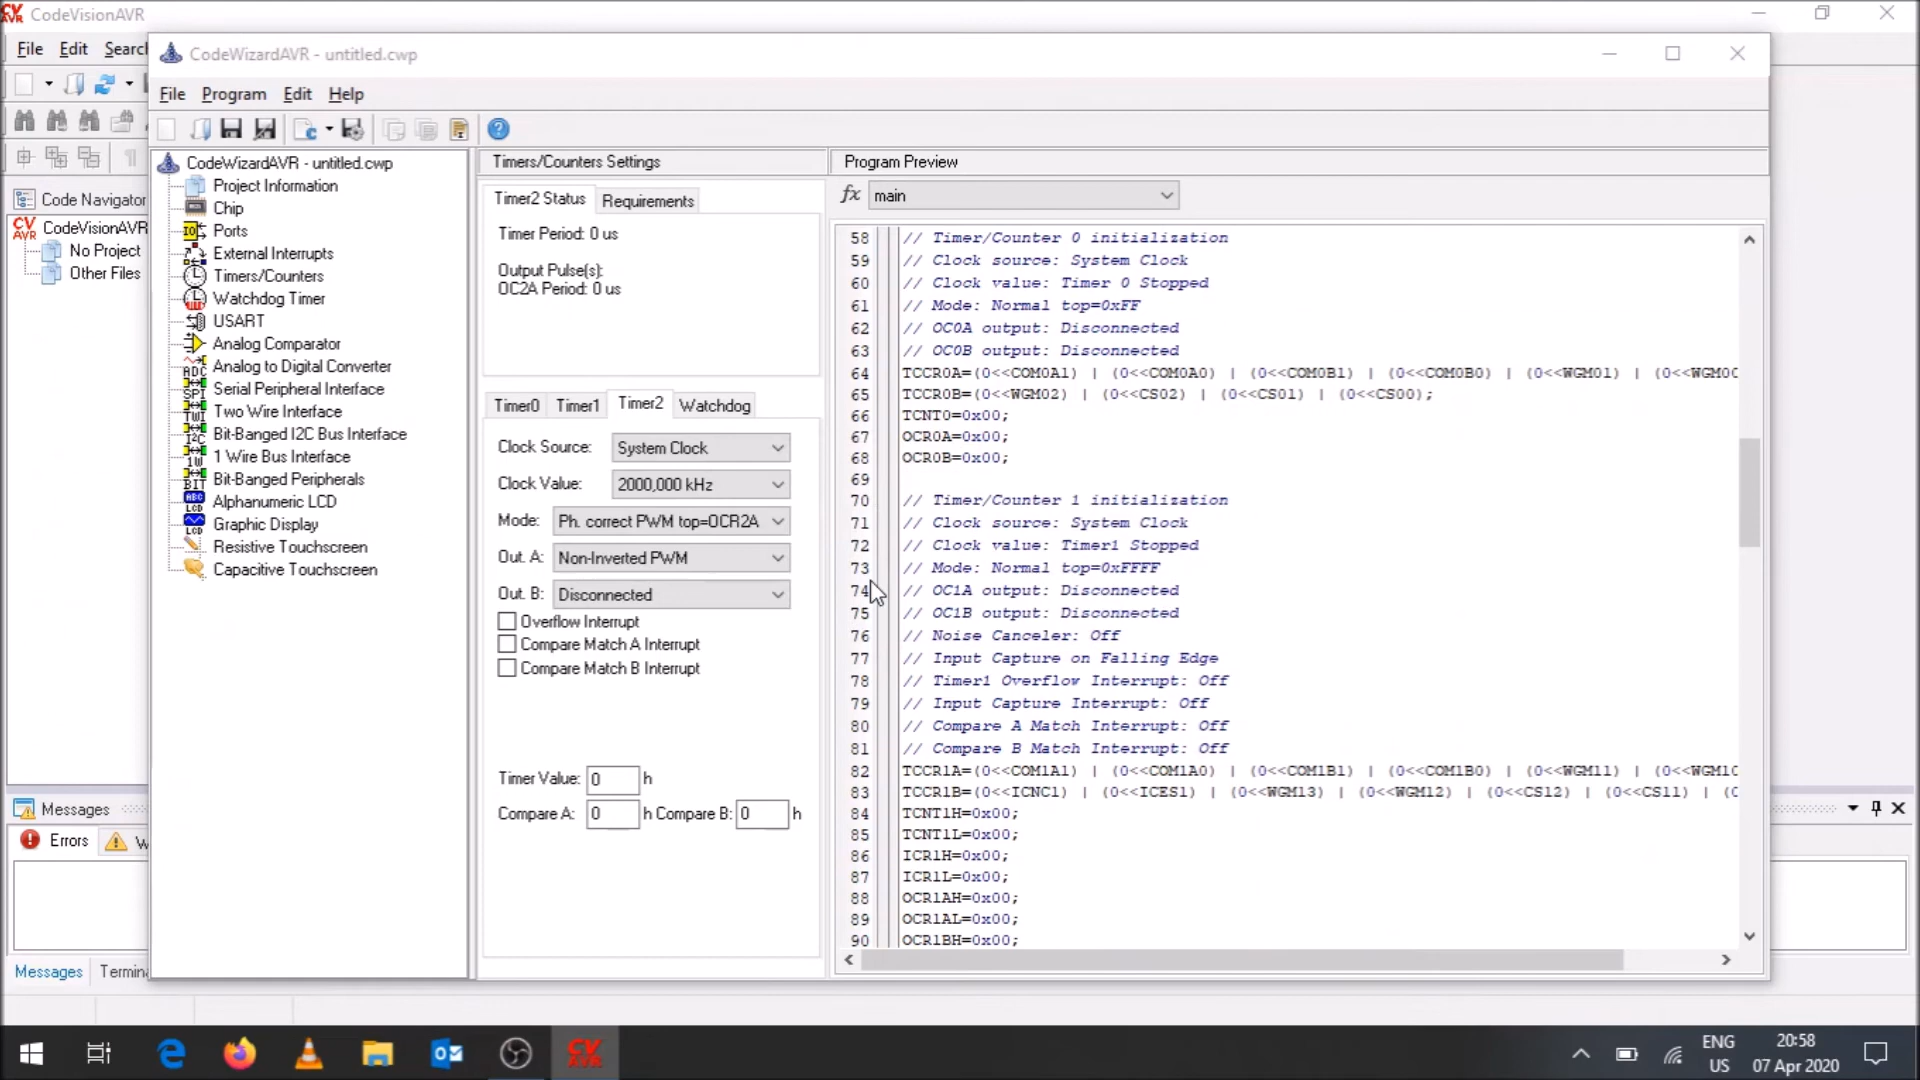 CodeVisionAVR
File Edit Search
CodeWizardAVR - untitled.cwp
File Program Edit Help
Code Navigator
CodeVisionAVR
No Project
Other Files
CodeWizardAVR - untitled.cwp
Project Information
Chip
Ports
External Interrupts
Timers/Counters
Watchdog Timer
USART
Analog Comparator
Analog to Digital Converter
Serial Peripheral Interface
Two Wire Interface
Bit-Banged I2C Bus Interface
1 Wire Bus Interface
Bit-Banged Peripherals
Alphanumeric LCD
Graphic Display
Resistive Touchscreen
Capacitive Touchscreen
Timers/Counters Settings
Timer2 Status Requirements
Timer Period: 0 us
Output Pulse(s):
OC2A Period: 0 us
Timer0 Timer1 Timer2 Watchdog
Clock Source: System Clock
Clock Value: 2000,000 kHz
Mode: Ph. correct PWM top=OCR2A
Out. A: Non-Inverted PWM
Out. B: Disconnected
Overflow Interrupt
Compare Match A Interrupt
Compare Match B Interrupt
Timer Value: 0 h
Compare A: 0 h Compare B: 0 h
Program Preview
fx main
58 // Timer/Counter 0 initialization
59 // Clock source: System Clock
60 // Clock value: Timer 0 Stopped
61 // Mode: Normal top=0xFF
62 // OC0A output: Disconnected
63 // OC0B output: Disconnected
64 TCCR0A=(0<<COM0A1) | (0<<COM0A0) | (0<<COM0B1) | (0<<COM0B0) | (0<<WGM01) | (0<<WGM00
65 TCCR0B=(0<<WGM02) | (0<<CS02) | (0<<CS01) | (0<<CS00);
66 TCNT0=0x00;
67 OCR0A=0x00;
68 OCR0B=0x00;
69
70 // Timer/Counter 1 initialization
71 // Clock source: System Clock
72 // Clock value: Timer1 Stopped
73 // Mode: Normal top=0xFFFF
74 // OC1A output: Disconnected
75 // OC1B output: Disconnected
76 // Noise Canceler: Off
77 // Input Capture on Falling Edge
78 // Timer1 Overflow Interrupt: Off
79 // Input Capture Interrupt: Off
80 // Compare A Match Interrupt: Off
81 // Compare B Match Interrupt: Off
82 TCCR1A=(0<<COM1A1) | (0<<COM1A0) | (0<<COM1B1) | (0<<COM1B0) | (0<<WGM11) | (0<<WGM10
83 TCCR1B=(0<<ICNC1) | (0<<ICES1) | (0<<WGM13) | (0<<WGM12) | (0<<CS12) | (0<<CS11) | (0
84 TCNT1H=0x00;
85 TCNT1L=0x00;
86 ICR1H=0x00;
87 ICR1L=0x00;
88 OCR1AH=0x00;
89 OCR1AL=0x00;
90 OCR1BH=0x00;
Messages
Errors W
Messages Termina
ENG
US
20:58
07 Apr 2020